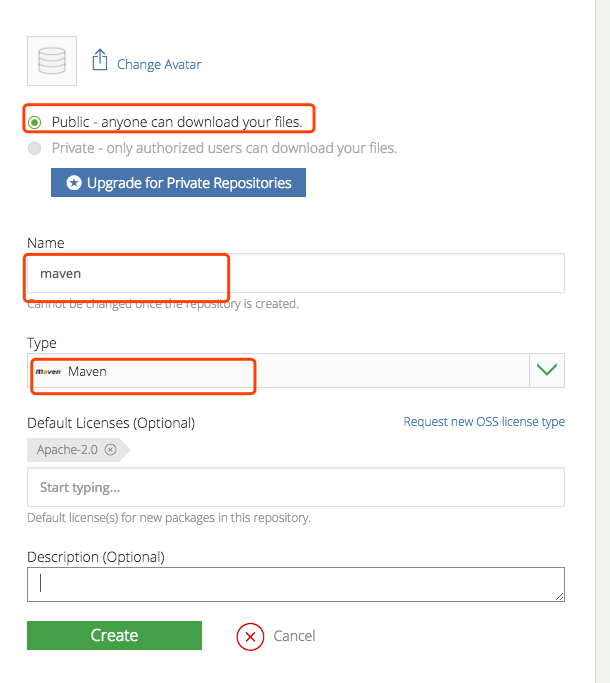 Change Avatar
Public - anyone can download your files.
Private - only authorized users can download your files.
Upgrade for Private Repositories
Name
maven
Cannot be changed once the repository is created.
Type
maven Maven
Default Licenses (Optional) Request new OSS license type
Apache-2.0
Start typing...
Default license(s) for new packages in this repository.
Description (Optional)
Create Cancel